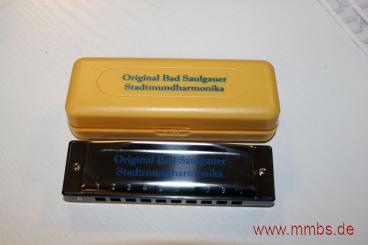 Original Bad Saulgauer
Stadtmundharmonika
Original Bad Saulgauer
Stadtmundharmonika
www.mmbs.de